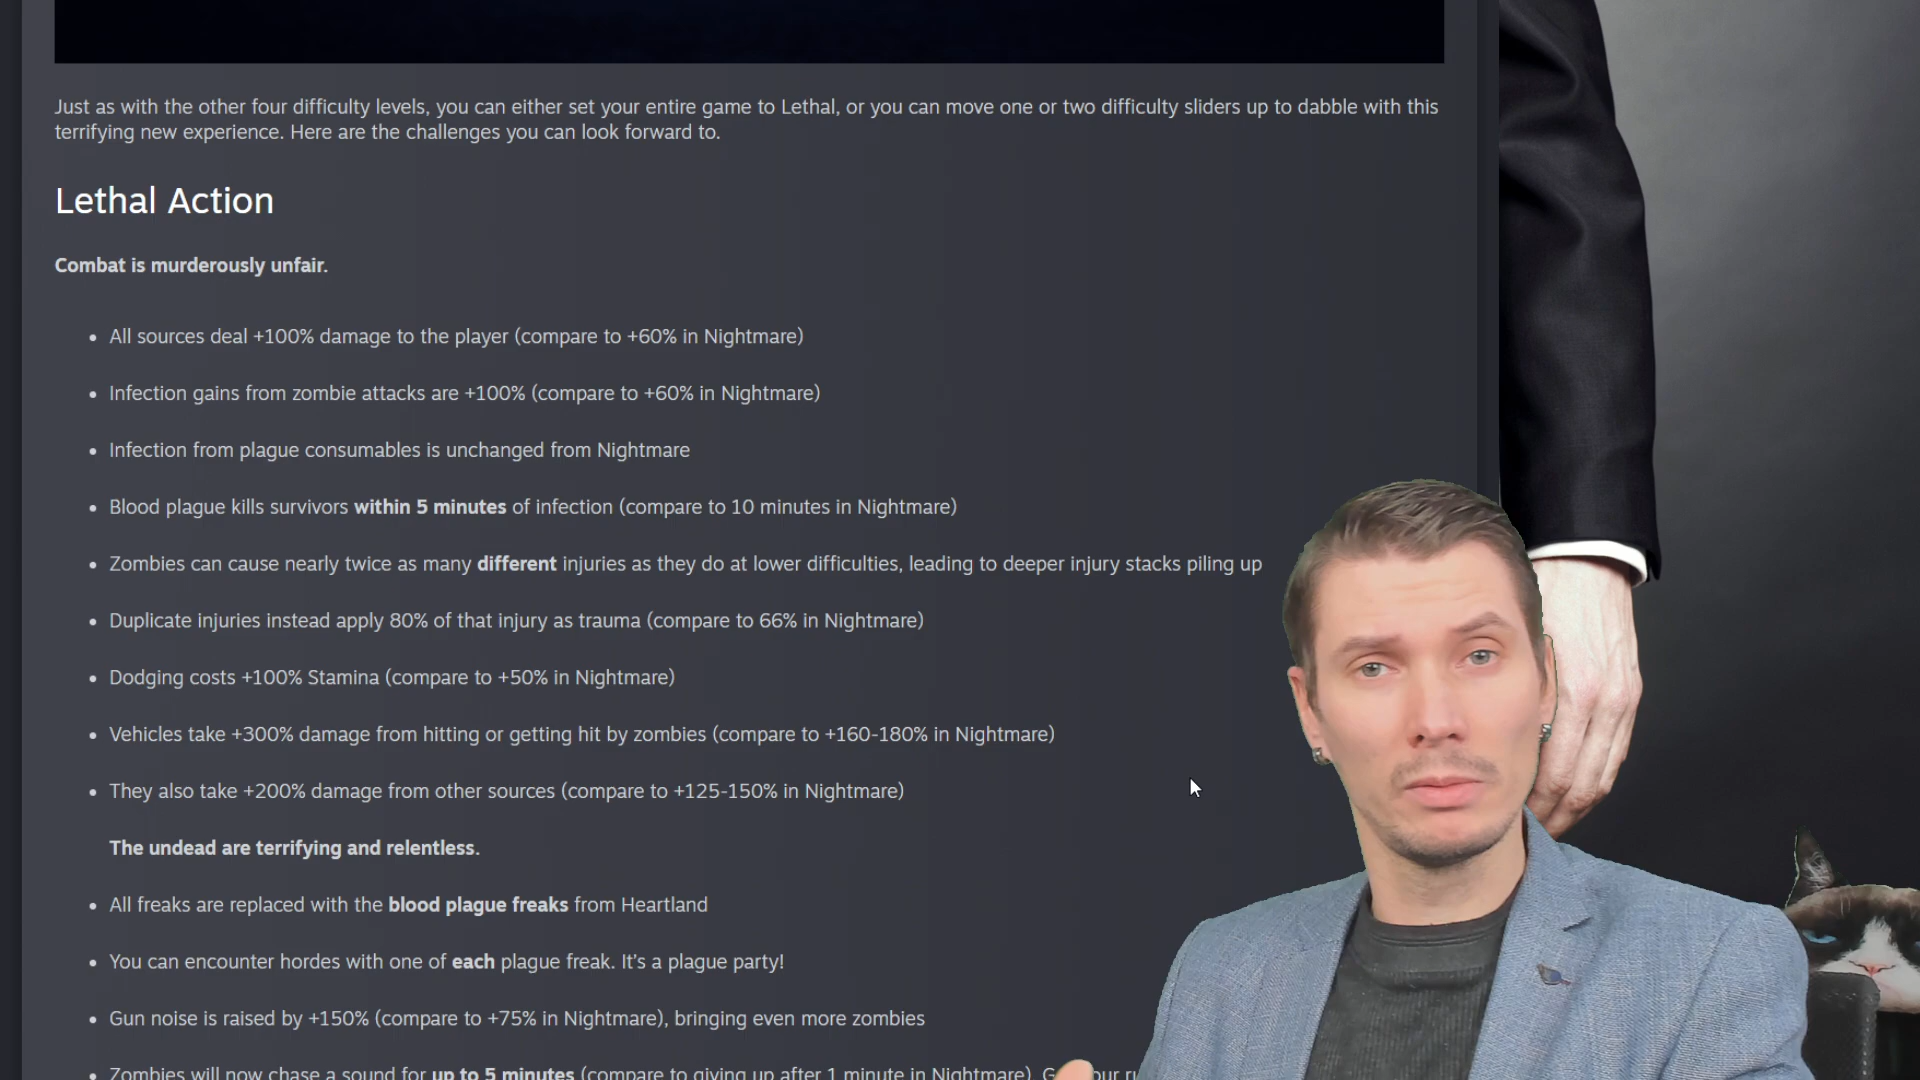 Just as with the other four difficulty levels, you can either set your entire game to Lethal, or you can move one or two difficulty sliders up to dabble with this
terrifying new experience. Here are the challenges you can look forward to.
Lethal Action
Combat is murderously unfair.
• All sources deal +100% damage to the player (compare to +60% in Nightmare)
• Infection gains from zombie attacks are +100% (compare to +60% in Nightmare)
• Infection from plague consumables is unchanged from Nightmare
• Blood plague kills survivors within 5 minutes of infection (compare to 10 minutes in Nightmare)
• Zombies can cause nearly twice as many different injuries as they do at lower difficulties, leading to deeper injury stacks piling up
• Duplicate injuries instead apply 80% of that injury as trauma (compare to 66% in Nightmare)
• Dodging costs +100% Stamina (compare to +50% in Nightmare)
• Vehicles take +300% damage from hitting or getting hit by zombies (compare to +160-180% in Nightmare)
• They also take +200% damage from other sources (compare to +125-150% in Nightmare)
The undead are terrifying and relentless.
• All freaks are replaced with the blood plague freaks from Heartland
• You can encounter hordes with one of each plague freak. It's a plague party!
• Gun noise is raised by +150% (compare to +75% in Nightmare), bringing even more zombies
• Zombies will now chase a sound for up to 5 minutes (compare to giving up after 1 minute in Nightmare).